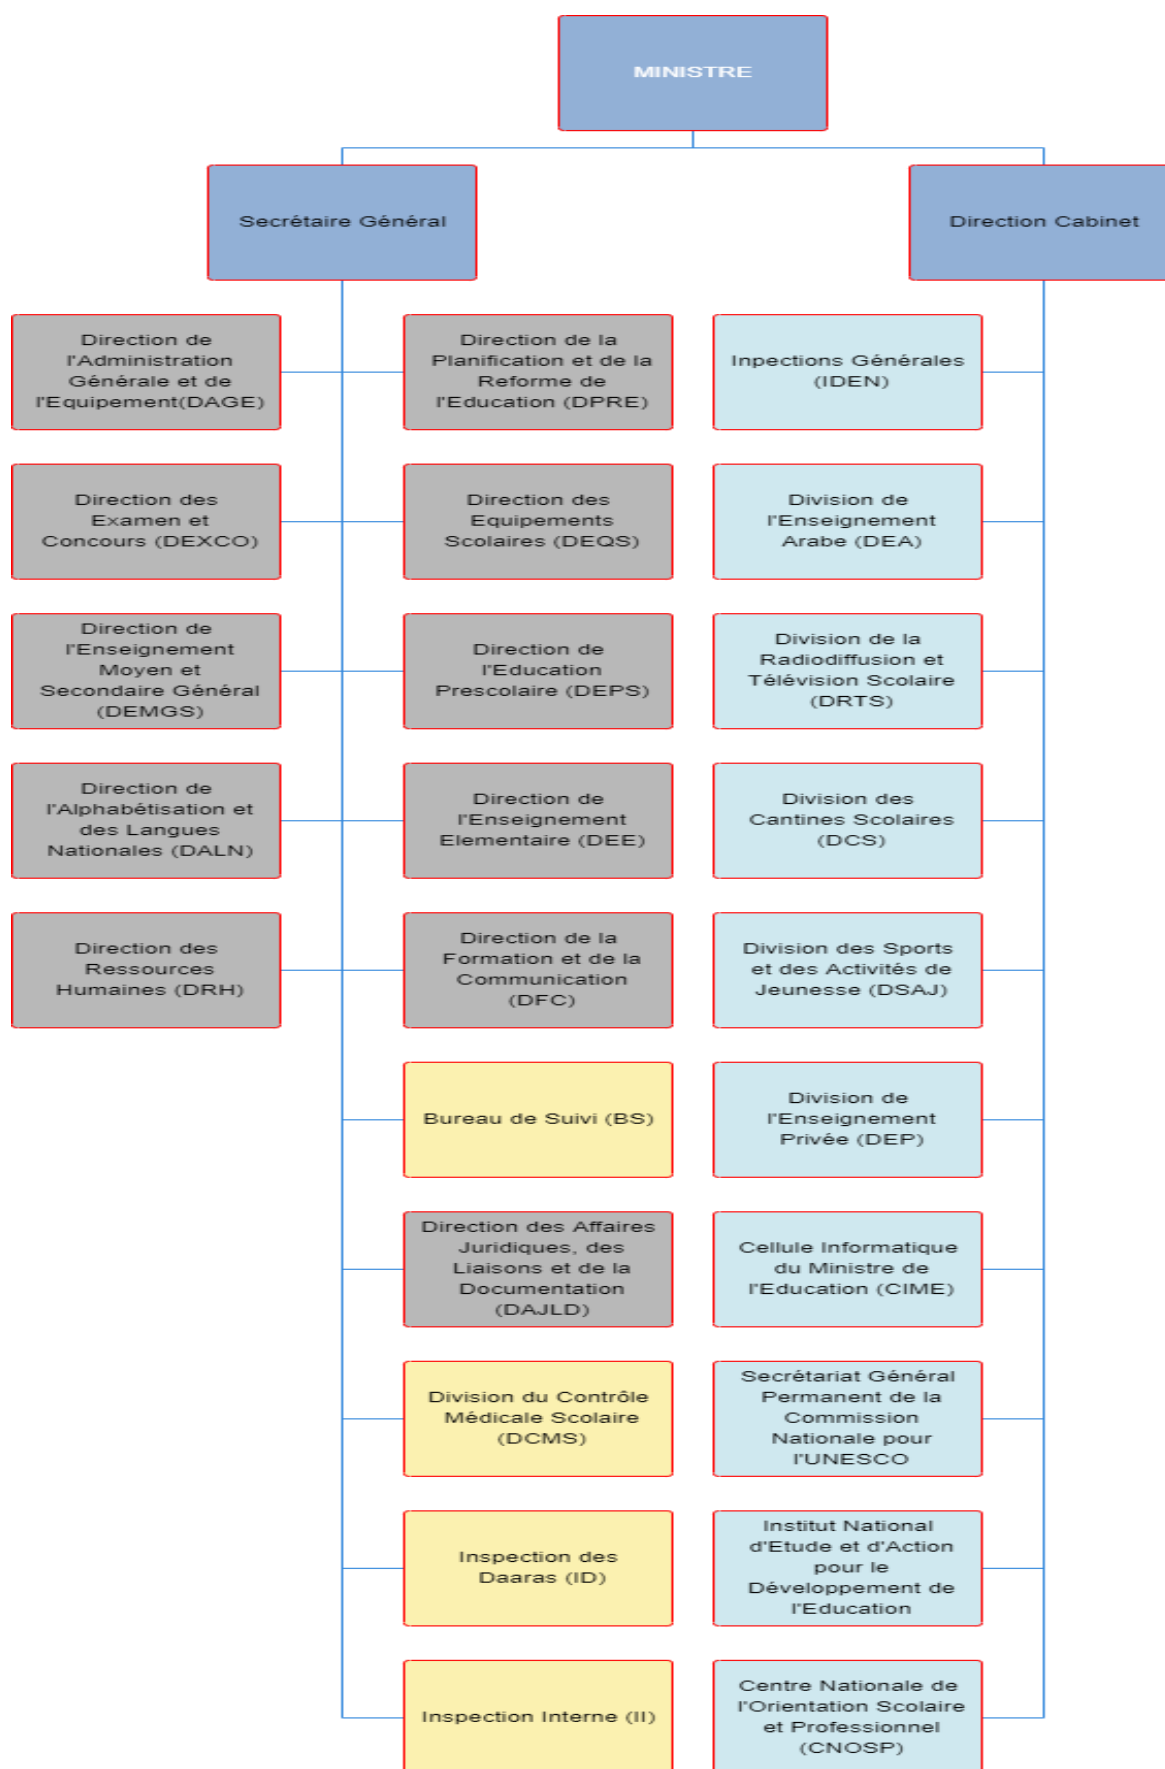 MINISTRE
Secrétaire Général
Direction Cabinet
Direction de
l'Administration
Générale et de
l'Equipement(DAGE)
Direction de la
Planification et de la
Reforme de
l'Education (DPRE)
Inpections Générales
(IDEN)
Direction des
Examen et
Concours (DEXCO)
Direction des
Equipements
Scolaires (DEQS)
Division de
l'Enseignement
Arabe (DEA)
Direction de
l'Enseignement
Moyen et
Secondaire Général
(DEMGS)
Direction de
l'Education
Prescolaire (DEPS)
Division de la
Radiodiffusion et
Télévision Scolaire
(DRTS)
Direction de
l'Alphabétisation et
des Langues
Nationales (DALN)
Direction de
l'Enseignement
Elementaire (DEE)
Division des
Cantines Scolaires
(DCS)
Direction des
Ressources
Humaines (DRH)
Direction de la
Formation et de la
Communication
(DFC)
Division des Sports
et des Activités de
Jeunesse (DSAJ)
Bureau de Suivi (BS)
Division de
l'Enseignement
Privée (DEP)
Direction des Affaires
Juridiques, des
Liaisons et de la
Documentation
(DAJLD)
Cellule Informatique
du Ministre de
l'Education (CIME)
Division du Contrôle
Médicale Scolaire
(DCMS)
Secrétariat Général
Permanent de la
Commission
Nationale pour
l'UNESCO
Inspection des
Daaras (ID)
Institut National
d'Etude et d'Action
pour le
Développement de
l'Education
Inspection Interne (II)
Centre Nationale de
l'Orientation Scolaire
et Professionnel
(CNOSP)